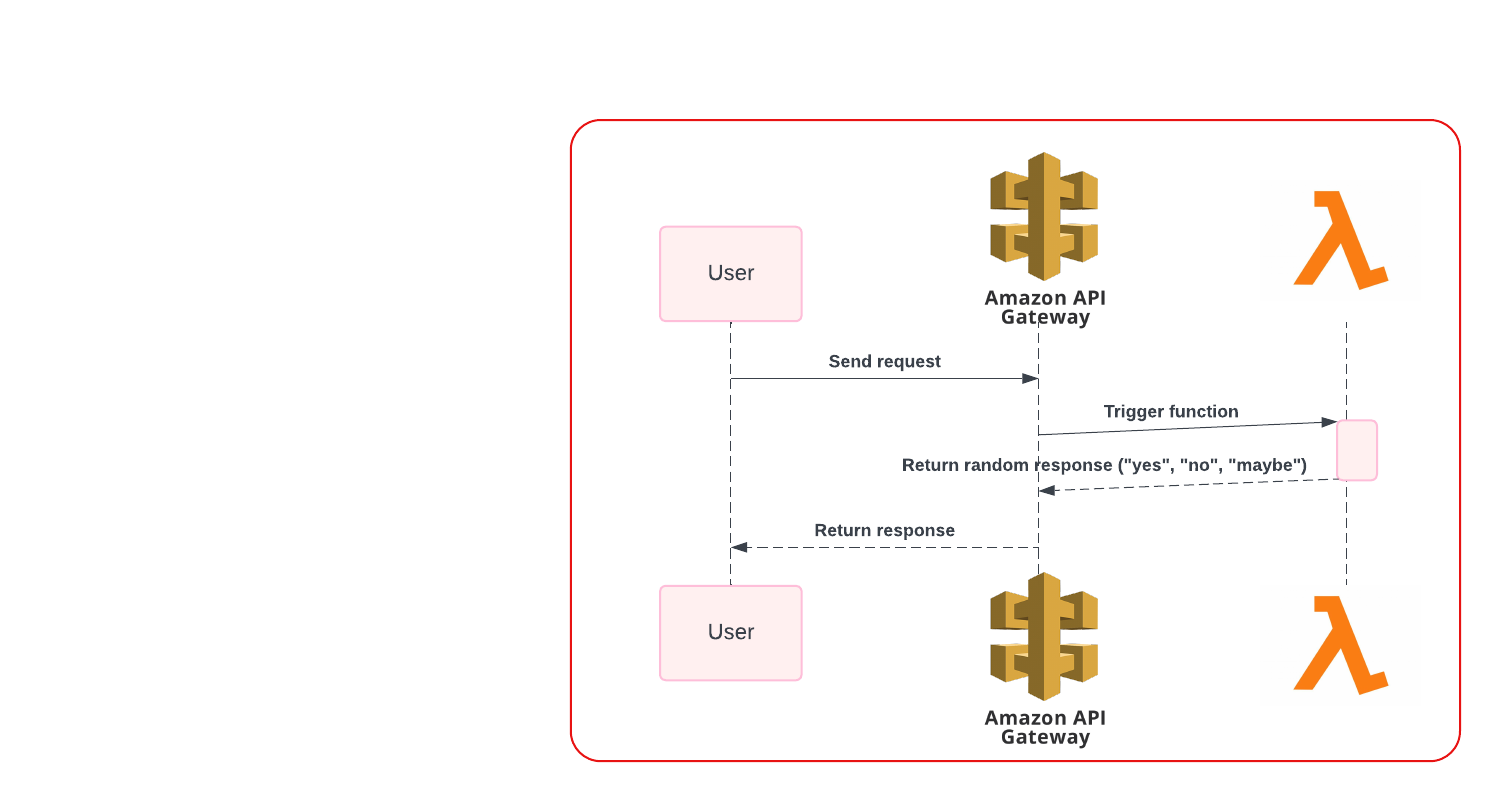 User
Amazon API
Gateway
Send request
Trigger function
Return random response ("yes", "no", "maybe")
Return response
User
Amazon API
Gateway